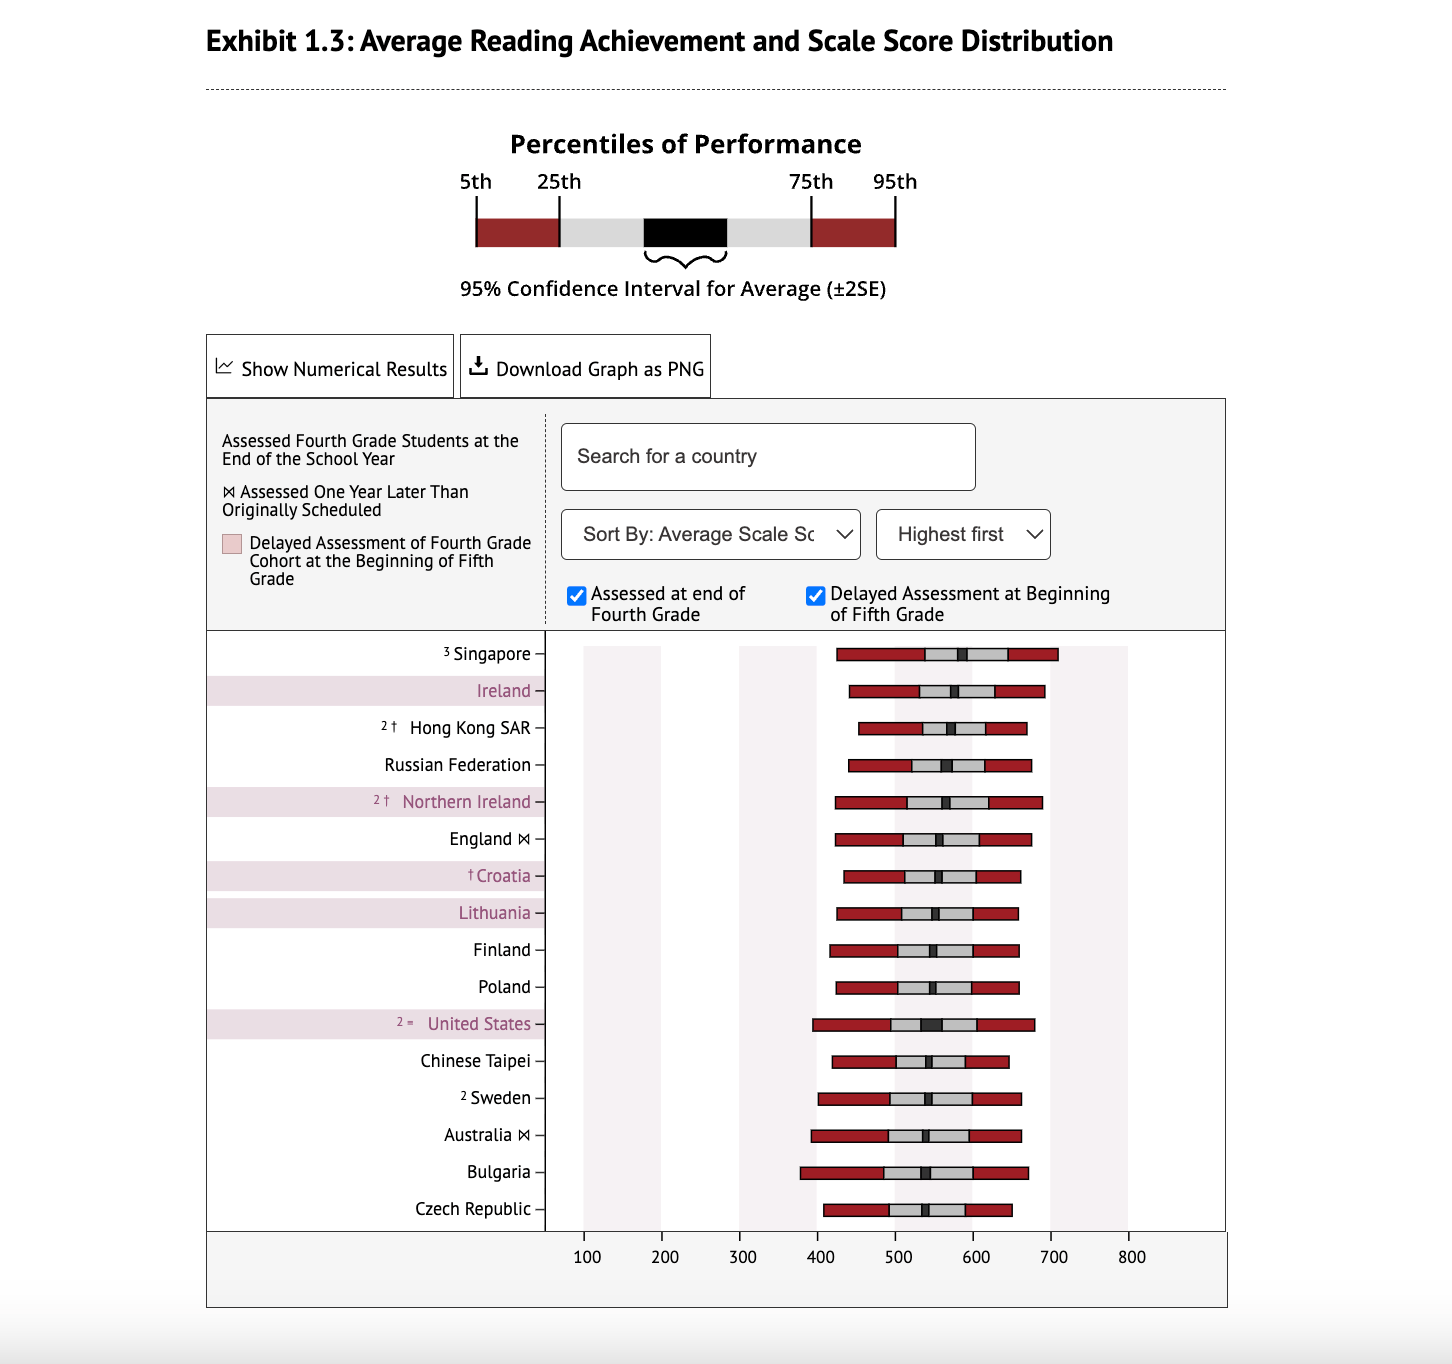 Exhibit 1.3: Average Reading Achievement and Scale Score Distribution
Percentiles of Performance
5th 25th 75th 95th
95% Confidence Interval for Average (±2SE)
Show Numerical Results
Download Graph as PNG
Assessed Fourth Grade Students at the
End of the School Year
⋈ Assessed One Year Later Than
Originally Scheduled
Delayed Assessment of Fourth Grade
Cohort at the Beginning of Fifth
Grade
Search for a country
Sort By: Average Scale Sc
Highest first
Assessed at end of
Fourth Grade
Delayed Assessment at Beginning
of Fifth Grade
3 Singapore
Ireland
2 † Hong Kong SAR
Russian Federation
2 † Northern Ireland
England ⋈
† Croatia
Lithuania
Finland
Poland
2 = United States
Chinese Taipei
2 Sweden
Australia ⋈
Bulgaria
Czech Republic
100 200 300 400 500 600 700 800